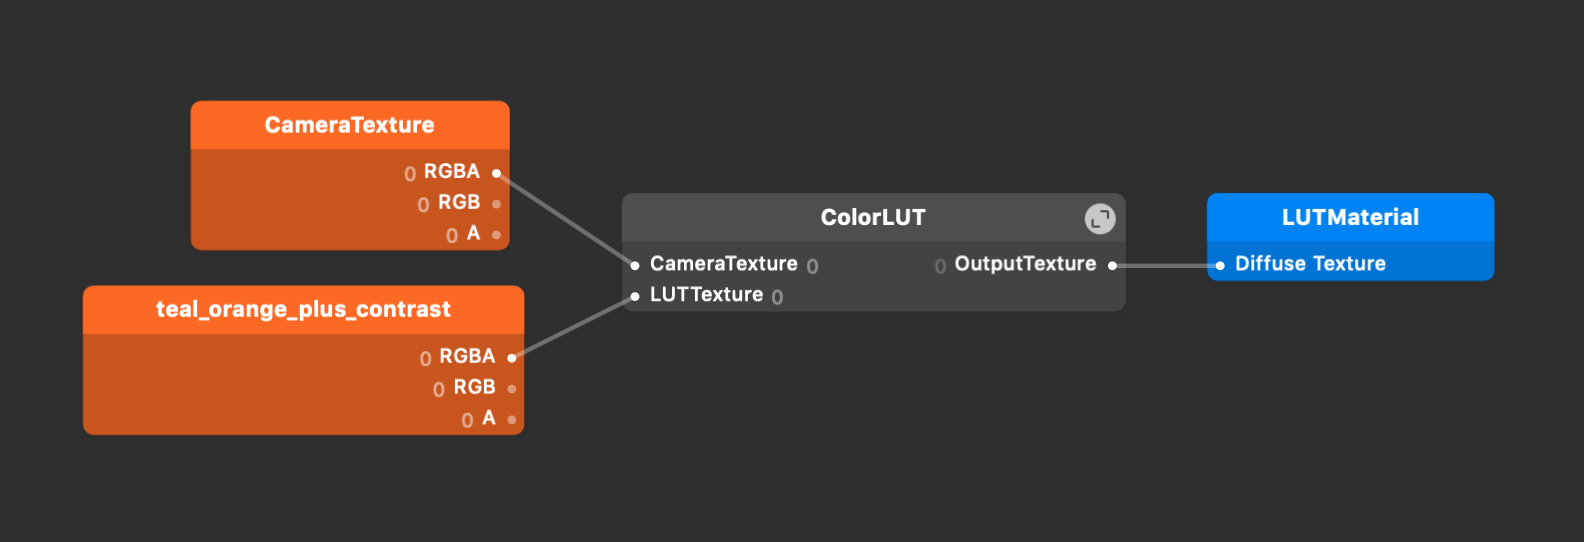 CameraTexture
0 RGBA
0 RGB
0 A
teal_orange_plus_contrast
0 RGBA
0 RGB
0 A
ColorLUT
CameraTexture 0
0 OutputTexture
LUTTexture 0
LUTMaterial
Diffuse Texture